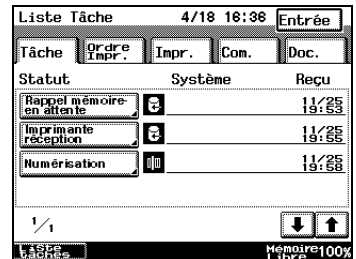 Liste Tâche 4/18 16:36 Entrée
Tâche Ordre Impr. Impr. Com. Doc.
Statut Système Reçu
Rappel mémoire-en attente 11/25 19:53
Imprimante réception 11/25 19:55
Numérisation 11/25 19:58
1/1
Liste tâches Mémoire Libre 100%